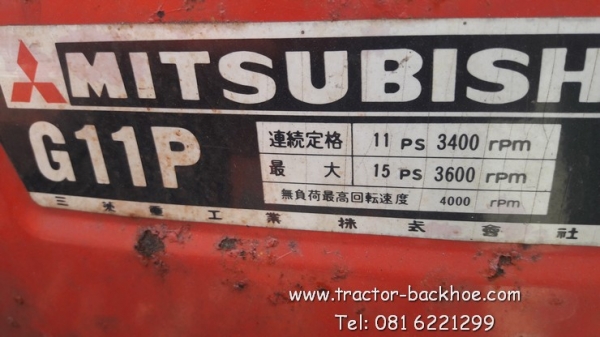 MITSUBISH
G11P
連続定格 11 PS 3400 rpm
最大 15 PS 3600 rpm
無負荷最高回転速度 4000 rpm
三菱重工業株式会社
www.tractor-backhoe.com
Tel: 081 6221299